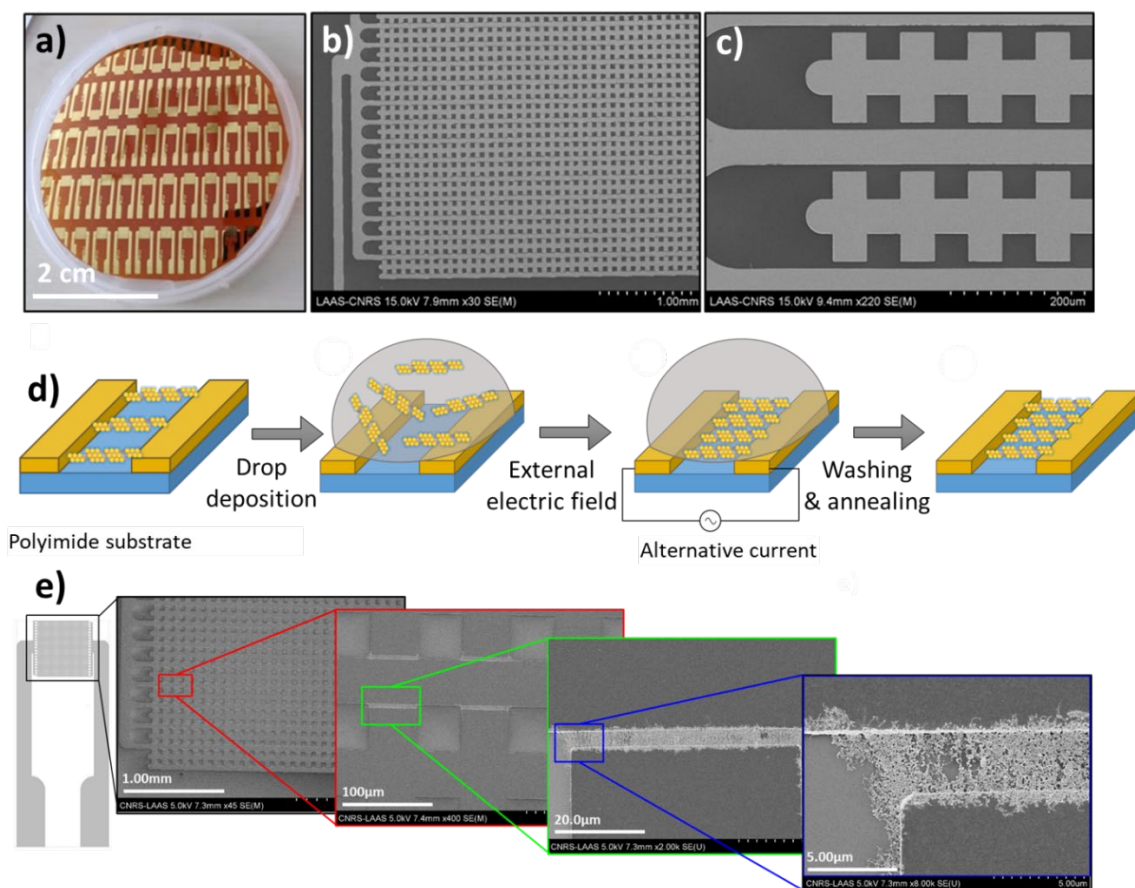 a)
b)
c)
2 cm
LAAS-CNRS 15.0kV 7.9mm x30 SE(M)
1.00mm
LAAS-CNRS 15.0kV 9.4mm x220 SE(M)
200um
d)
Drop
deposition
External
electric field
Washing
& annealing
Polyimide substrate
Alternative current
e)
1.00mm
CNRS-LAAS 5.0kV 7.3mm x45 SE(M)
100µm
CNRS-LAAS 5.0kV 7.4mm x400 SE(M)
20.0µm
CNRS-LAAS 5.0kV 7.3mm x2.00k SE(U)
5.00µm
CNRS-LAAS 5.0kV 7.3mm x8.00k SE(U)
5.00um